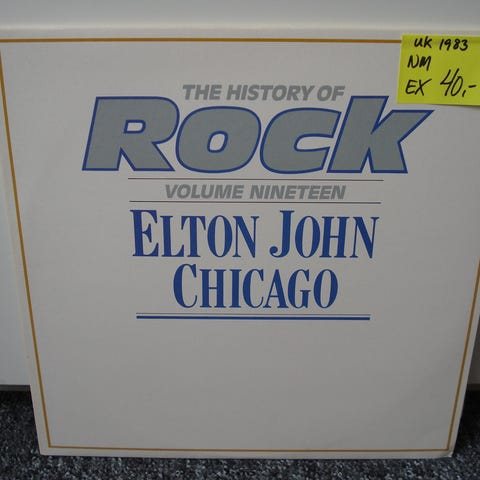 UK 1983
NM
EX 40,-
THE HISTORY OF
ROCK
VOLUME NINETEEN
ELTON JOHN
CHICAGO